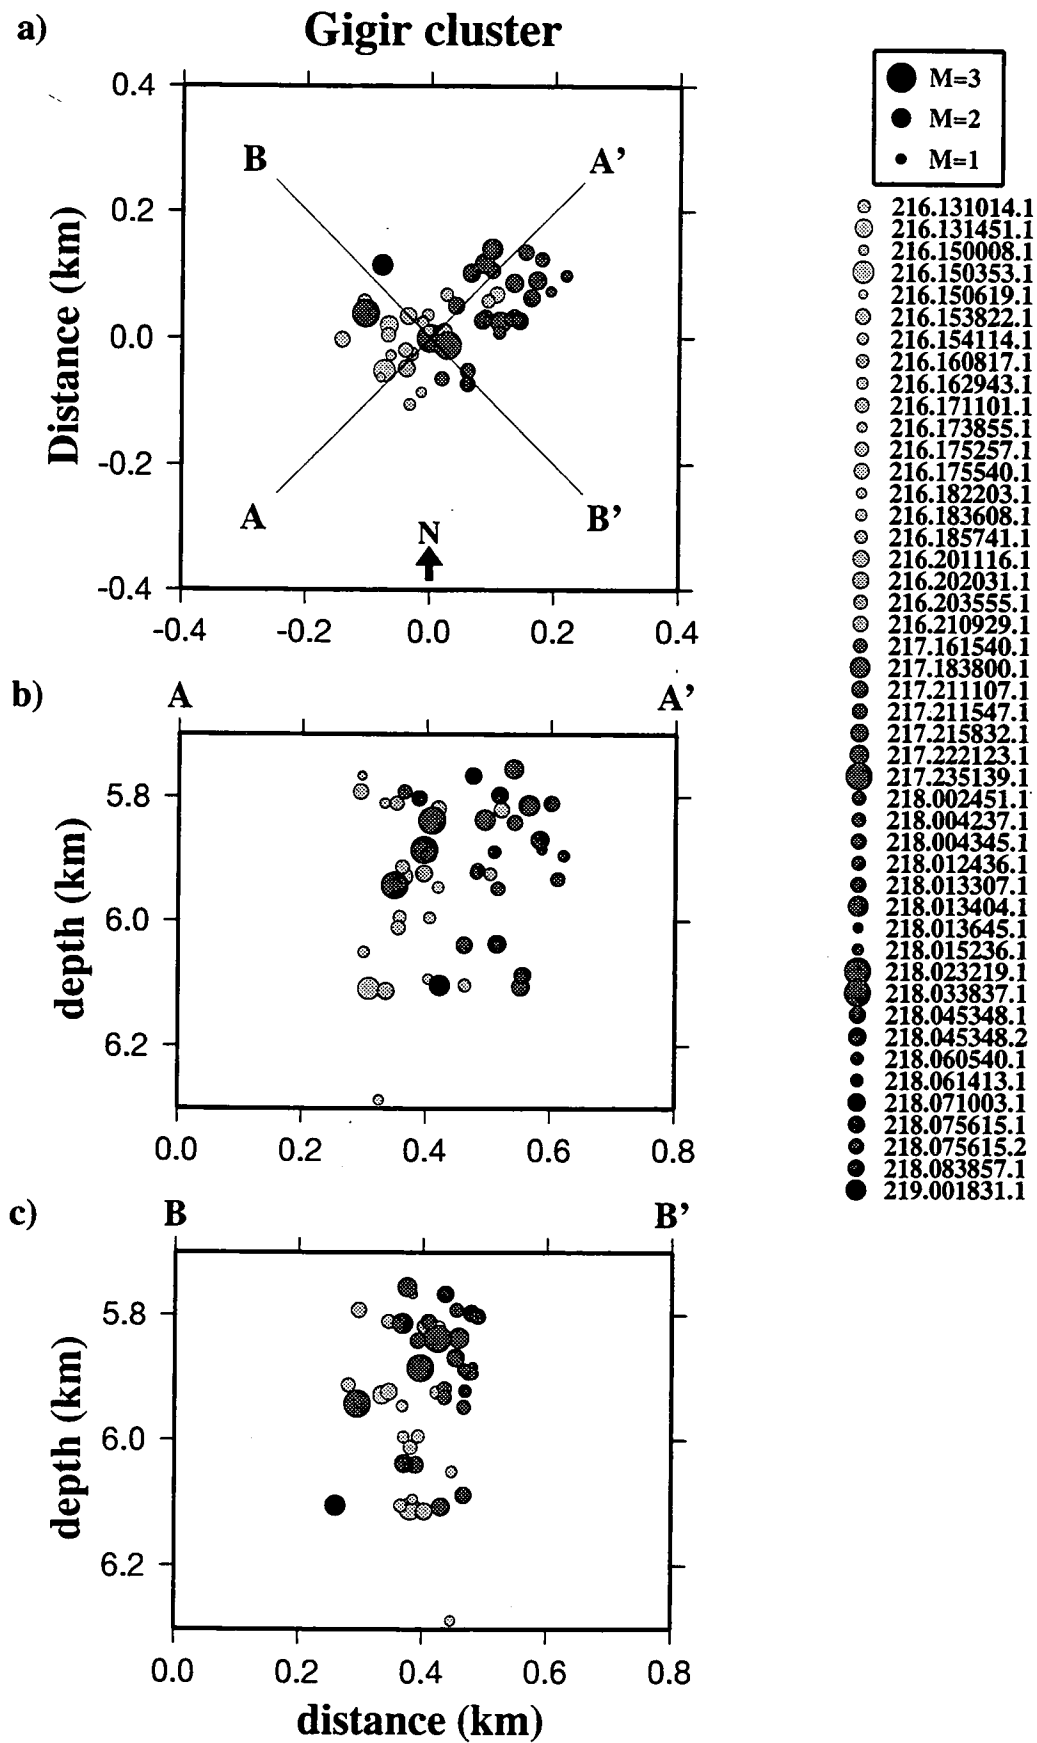 a)
Gigir cluster
0.4
0.2
0.0
-0.2
-0.4
Distance (km)
B
A’
A
B’
N
-0.4 -0.2 0.0 0.2 0.4
M=3
M=2
M=1
216.131014.1
216.131451.1
216.150008.1
216.150353.1
216.150619.1
216.153822.1
216.154114.1
216.160817.1
216.162943.1
216.171101.1
216.173855.1
216.175257.1
216.175540.1
216.182203.1
216.183608.1
216.185741.1
216.201116.1
216.202031.1
216.203555.1
216.210929.1
217.161540.1
217.183800.1
217.211107.1
217.211547.1
217.215832.1
217.222123.1
217.235139.1
218.002451.1
218.004237.1
218.004345.1
218.012436.1
218.013307.1
218.013404.1
218.013645.1
218.015236.1
218.023219.1
218.033837.1
218.045348.1
218.045348.2
218.060540.1
218.061413.1
218.071003.1
218.075615.1
218.075615.2
218.083857.1
219.001831.1
b)
A A’
5.8
6.0
6.2
depth (km)
0.0 0.2 0.4 0.6 0.8
c)
B B’
5.8
6.0
6.2
depth (km)
0.0 0.2 0.4 0.6 0.8
distance (km)